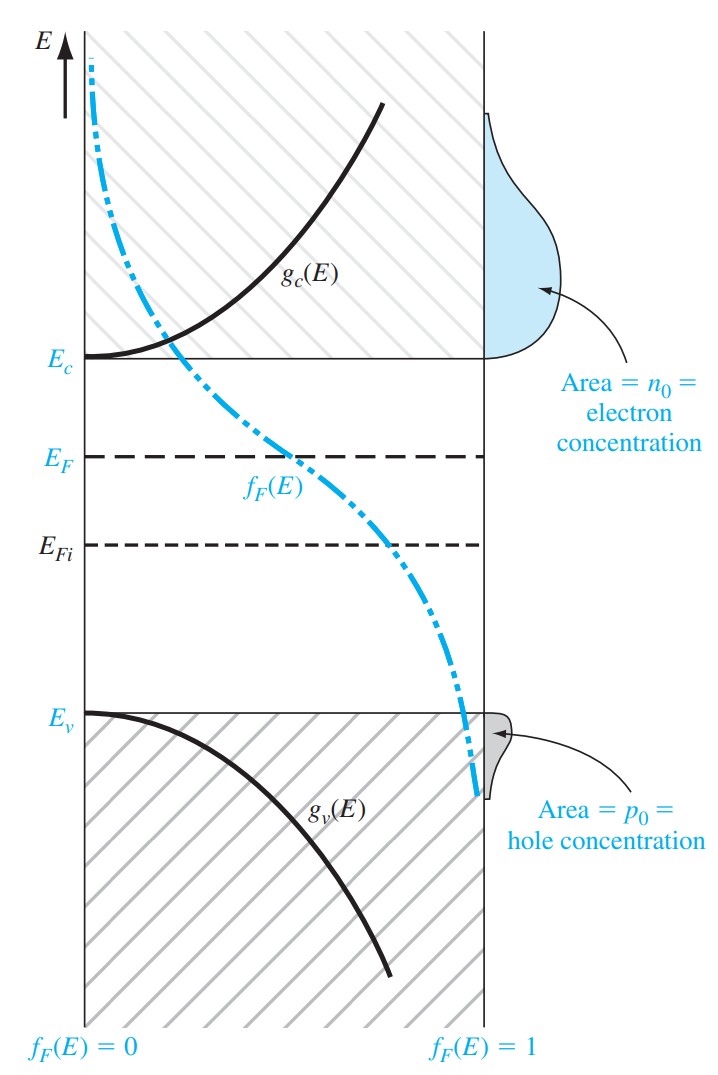 E
g_c(E)
E_c
Area = n_0 =
electron
concentration
E_F
f_F(E)
E_Fi
E_v
g_v(E)
Area = p_0 =
hole concentration
f_F(E) = 0
f_F(E) = 1